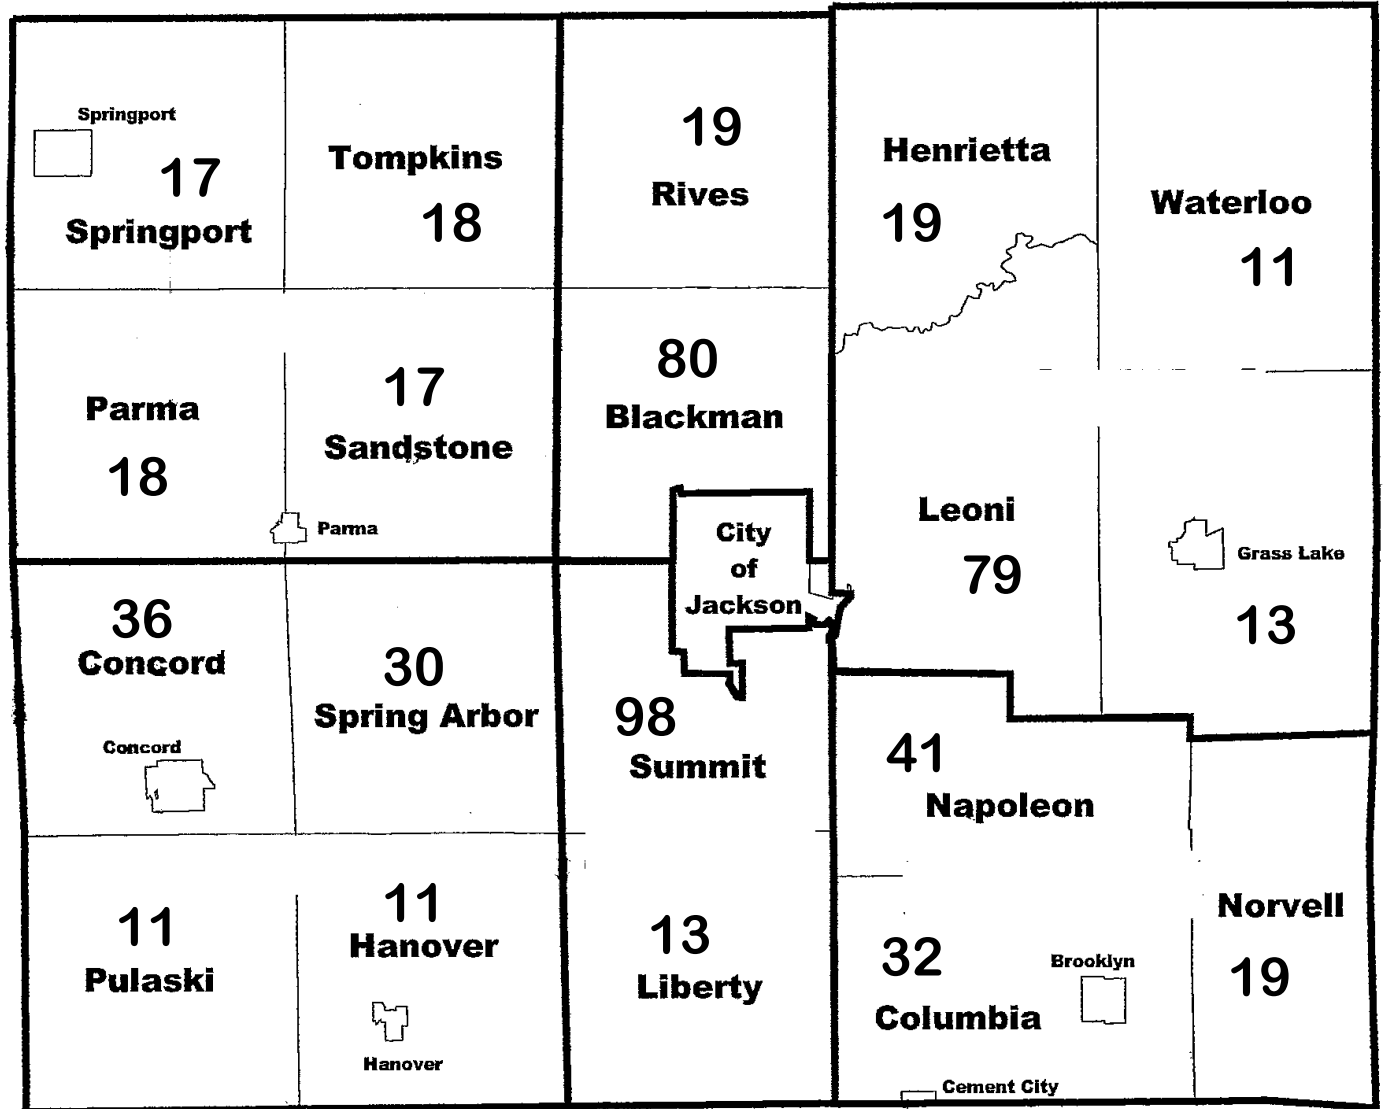 Springport
17
Springport
Tompkins
18
19
Rives
Henrietta
19
Waterloo
11
Parma
18
17
Sandstone
Parma
80
Blackman
City
of
Jackson
Leoni
79
Grass Lake
13
36
Concord
Concord
30
Spring Arbor
98
Summit
41
Napoleon
11
Pulaski
11
Hanover
Hanover
13
Liberty
32
Columbia
Brooklyn
Cement City
Norvell
19